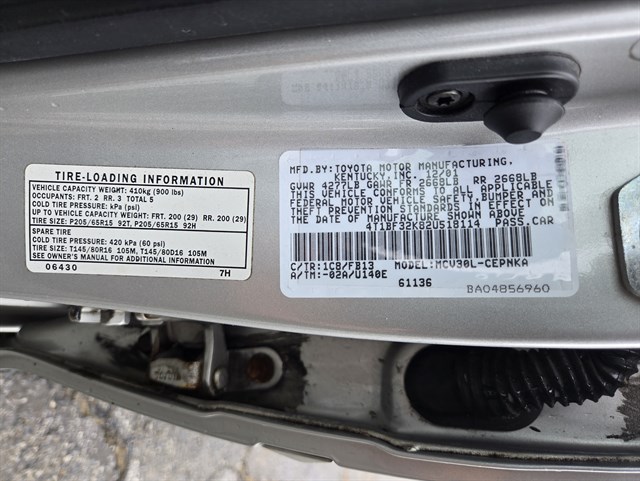 TIRE-LOADING INFORMATION
VEHICLE CAPACITY WEIGHT: 410kg (900 lbs)
OCCUPANTS: FRT. 2 RR. 3 TOTAL 5
COLD TIRE PRESSURE: kPa (psi)
UP TO VEHICLE CAPACITY WEIGHT: FRT. 200 (29) RR. 200 (29)
TIRE SIZE: P205/65R15 92T, P205/65R15 92H
SPARE TIRE
COLD TIRE PRESSURE: 420 kPa (60 psi)
TIRE SIZE: T145/80R16 105M, T145/80D16 105M
SEE OWNER'S MANUAL FOR ADDITIONAL INFORMATION
06430 7H
MFD.BY:TOYOTA MOTOR MANUFACTURING,
KENTUCKY, INC. 12/01
GVWR 4277LB GAWR FR 2668LB RR 2668LB
THIS VEHICLE CONFORMS TO ALL APPLICABLE
FEDERAL MOTOR VEHICLE SAFETY, BUMPER AND
THEFT PREVENTION STANDARDS IN EFFECT ON
THE DATE OF MANUFACTURE SHOWN ABOVE.
4T1BF32K82U518114 PASS.CAR
C/TR:1C8/FB13 MODEL:MCV30L-CEPNKA
A/TM:-02A/U140E
61136 BA04856960